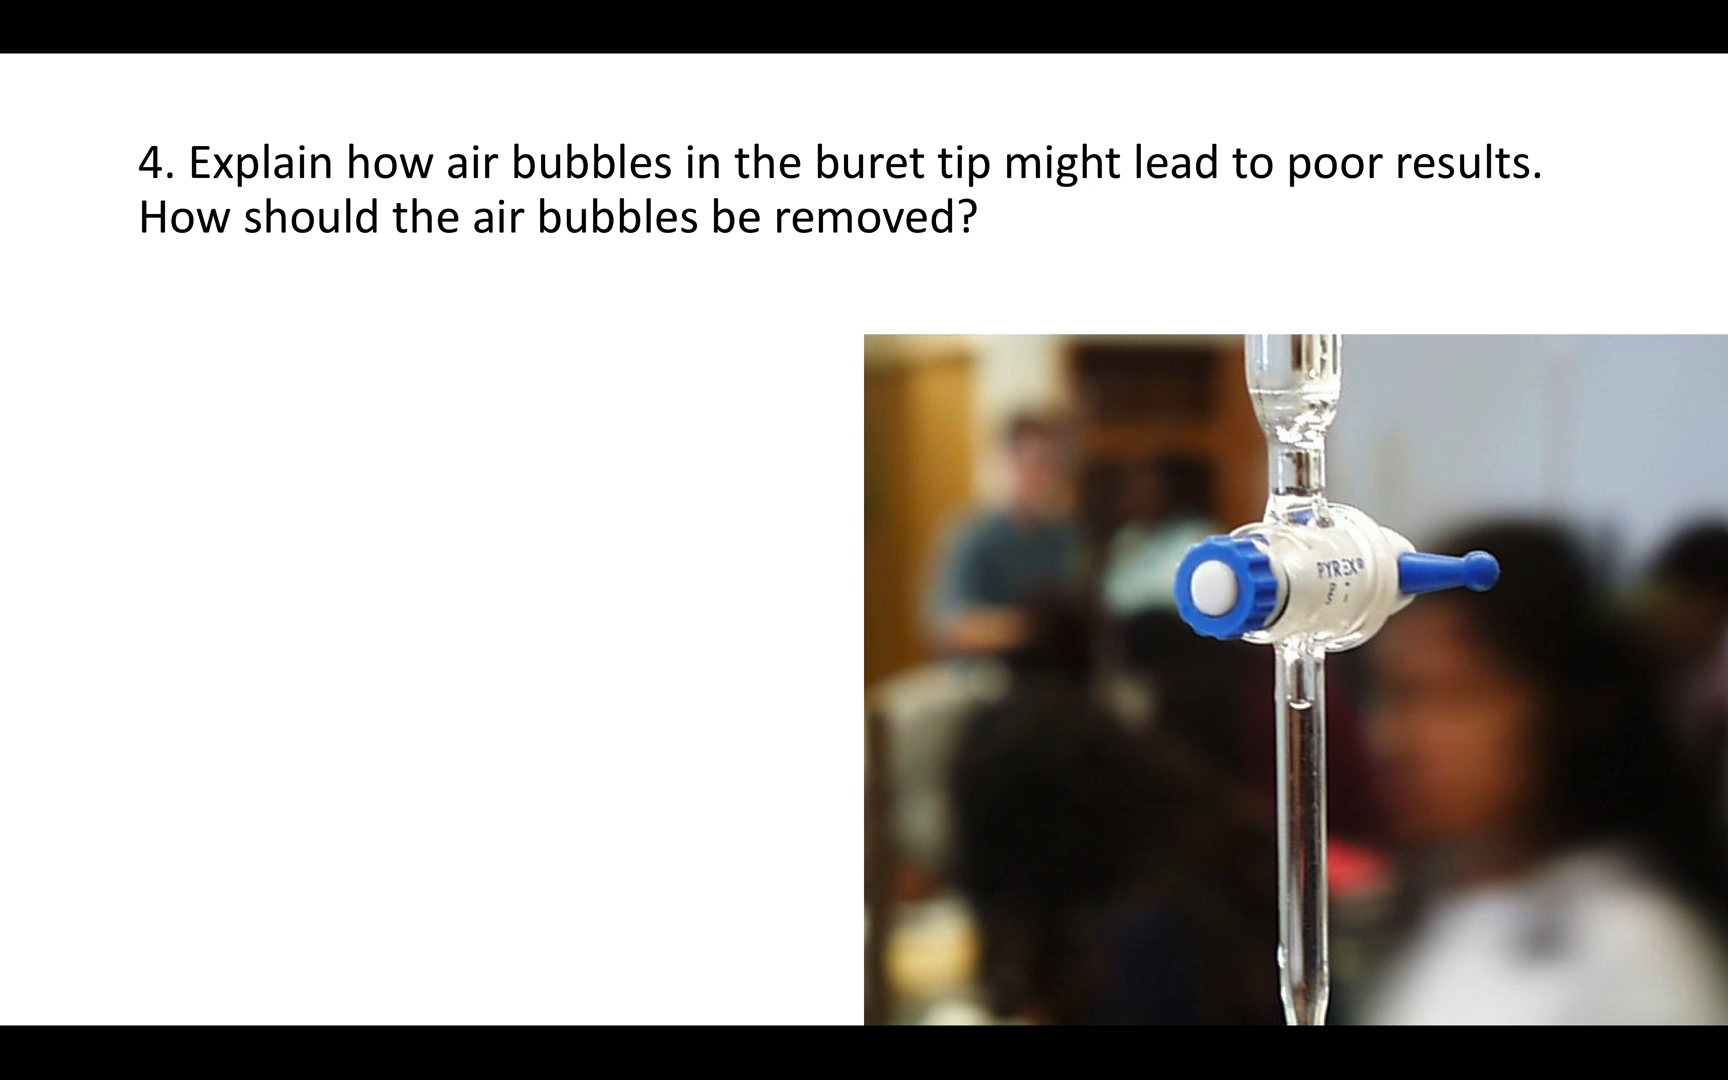 4. Explain how air bubbles in the buret tip might lead to poor results.
How should the air bubbles be removed?
PYREX®